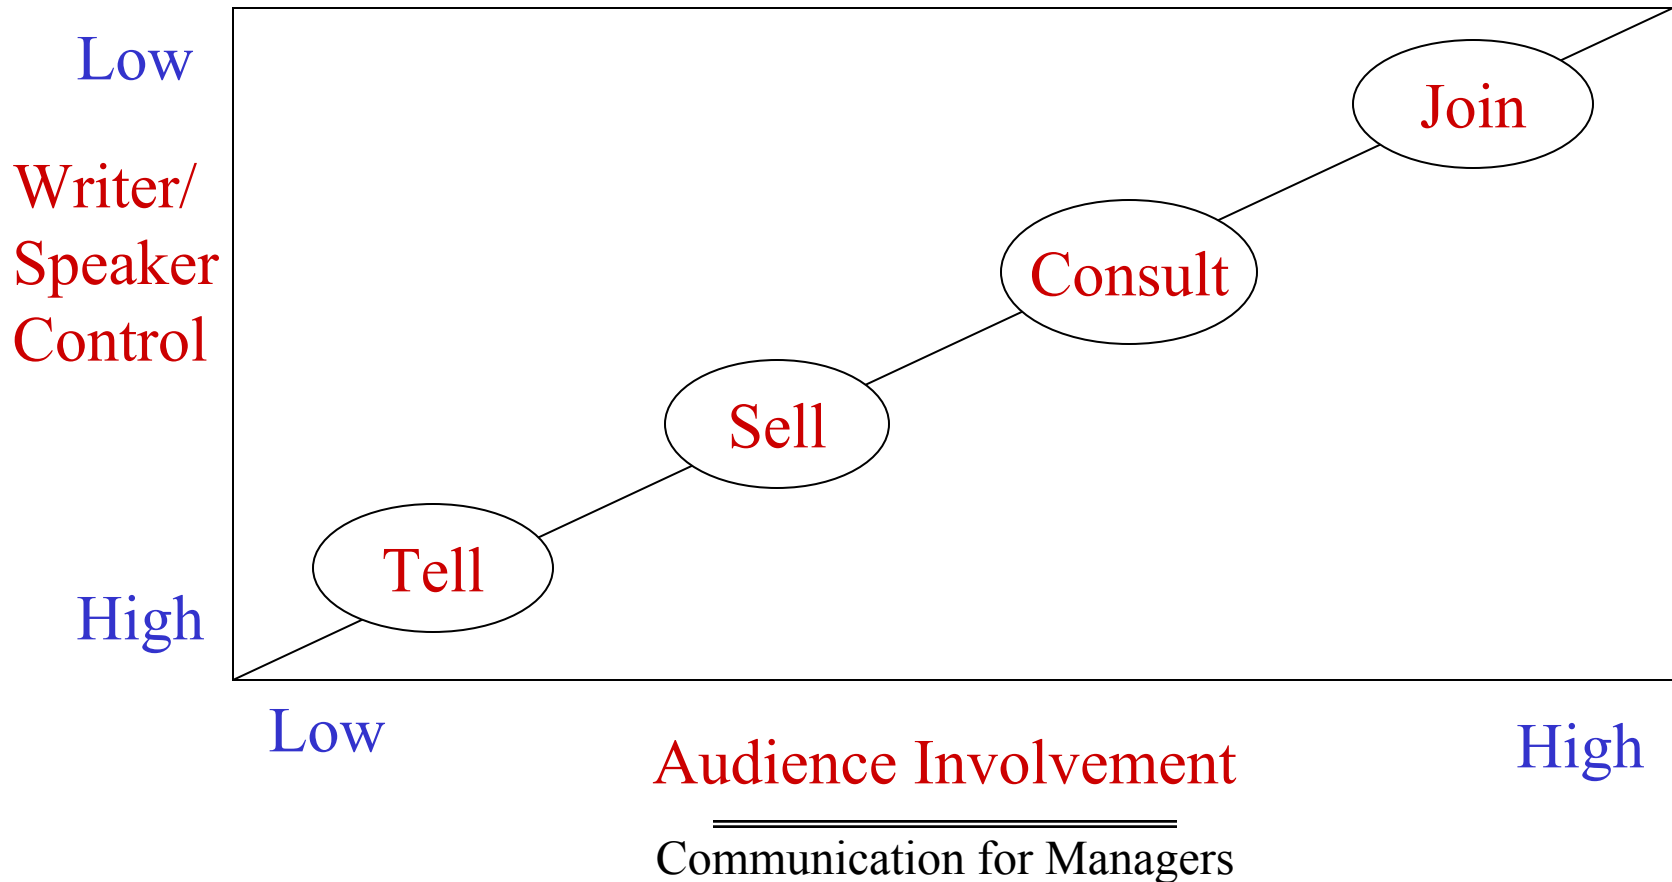 Low
Join
Writer/
Speaker
Control
Consult
Sell
Tell
High
Low
High
Audience Involvement
Communication for Managers